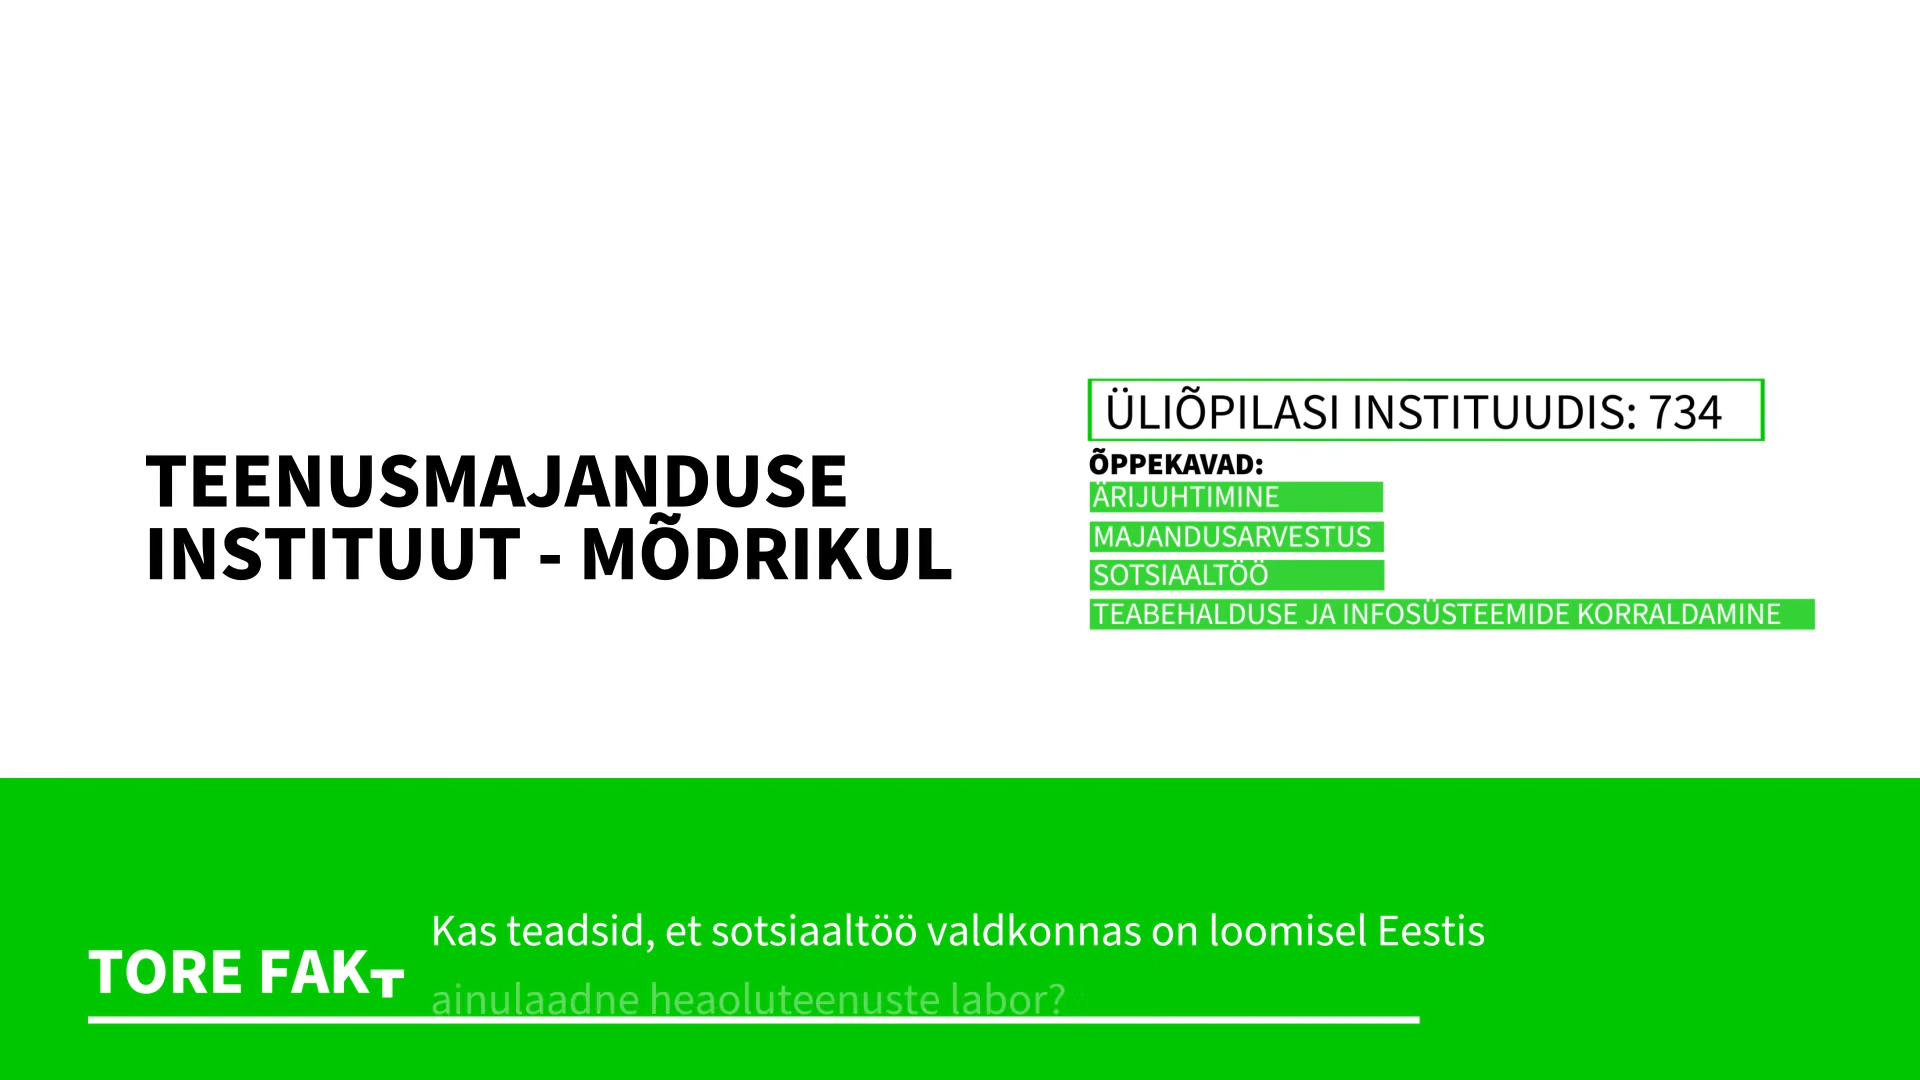 TEENUSMAJANDUSE
INSTITUUT - MÕDRIKUL
ÜLIÕPILASI INSTITUUDIS: 734
ÕPPEKAVAD:
ÄRIJUHTIMINE
MAJANDUSARVESTUS
SOTSIAALTÖÖ
TEABEHALDUSE JA INFOSÜSTEEMIDE KORRALDAMINE
TORE FAKT
Kas teadsid, et sotsiaaltöö valdkonnas on loomisel Eestis
ainulaadne heaoluteenuste labor?